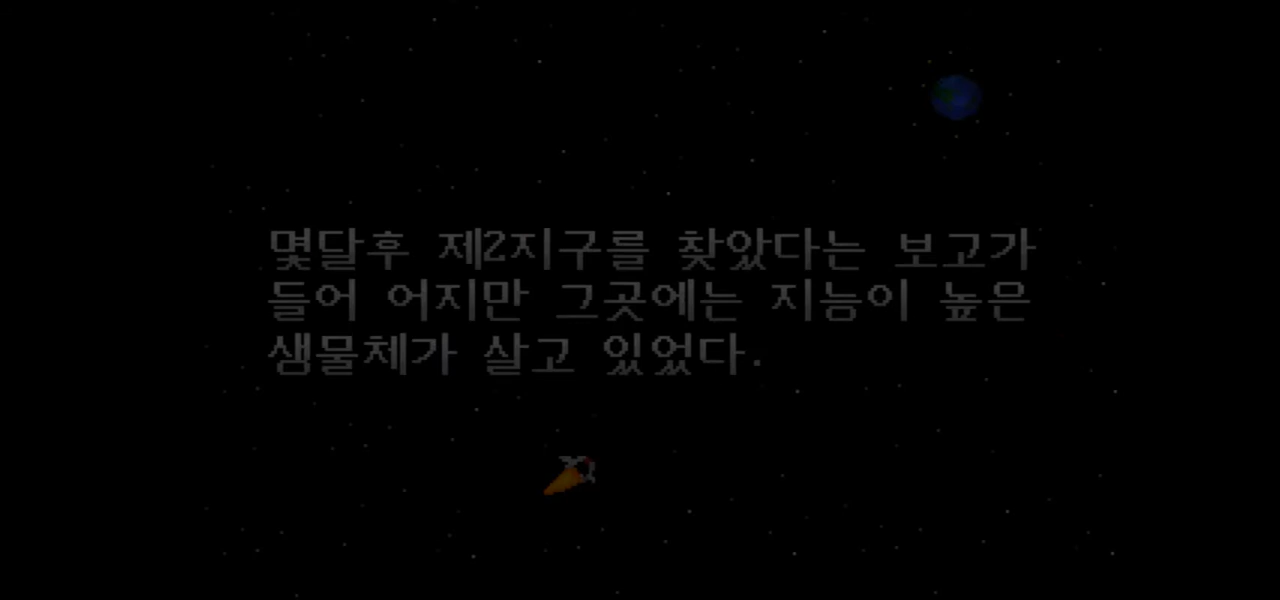 몇달후 제2지구를 찾았다는 보고가
들어 어지만 그곳에는 지능이 높은
생물체가 살고 있었다.